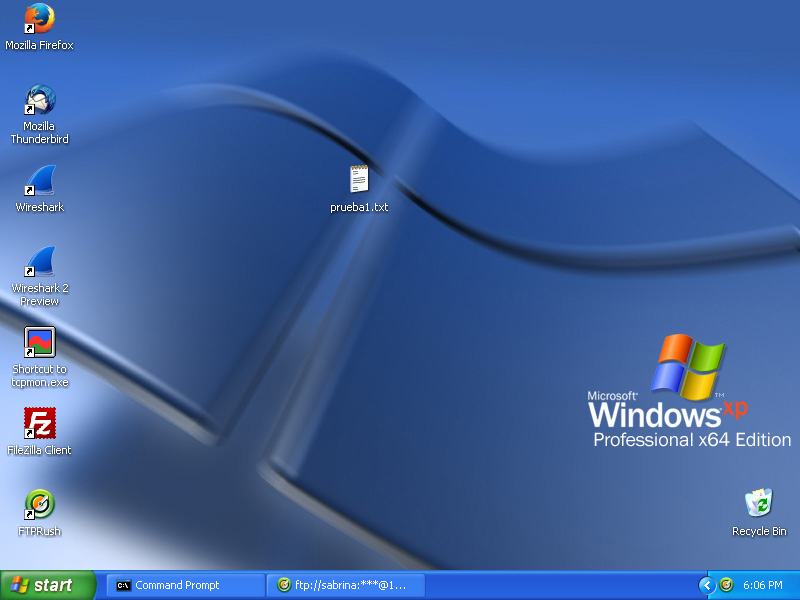 Mozilla Firefox
Mozilla
Thunderbird
Wireshark
Wireshark 2
Preview
Shortcut to
tcpmon.exe
FileZilla Client
FTPRush
prueba1.txt
Microsoft
Windows xp
TM
Professional x64 Edition
Recycle Bin
start
C:\
Command Prompt
ftp://sabrina:***@1...
6:06 PM